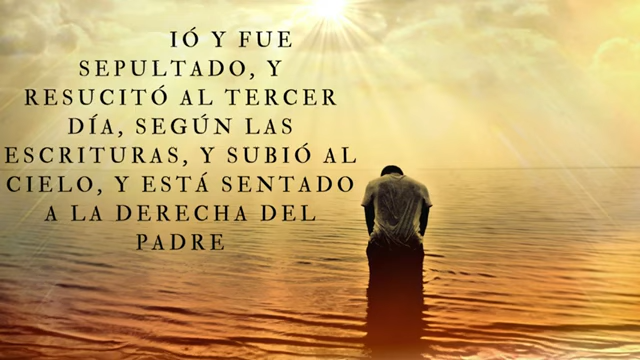 IÓ Y FUE
SEPULTADO, Y
RESUCITÓ AL TERCER
DÍA, SEGÚN LAS
ESCRITURAS, Y SUBIÓ AL
CIELO, Y ESTÁ SENTADO
A LA DERECHA DEL
PADRE